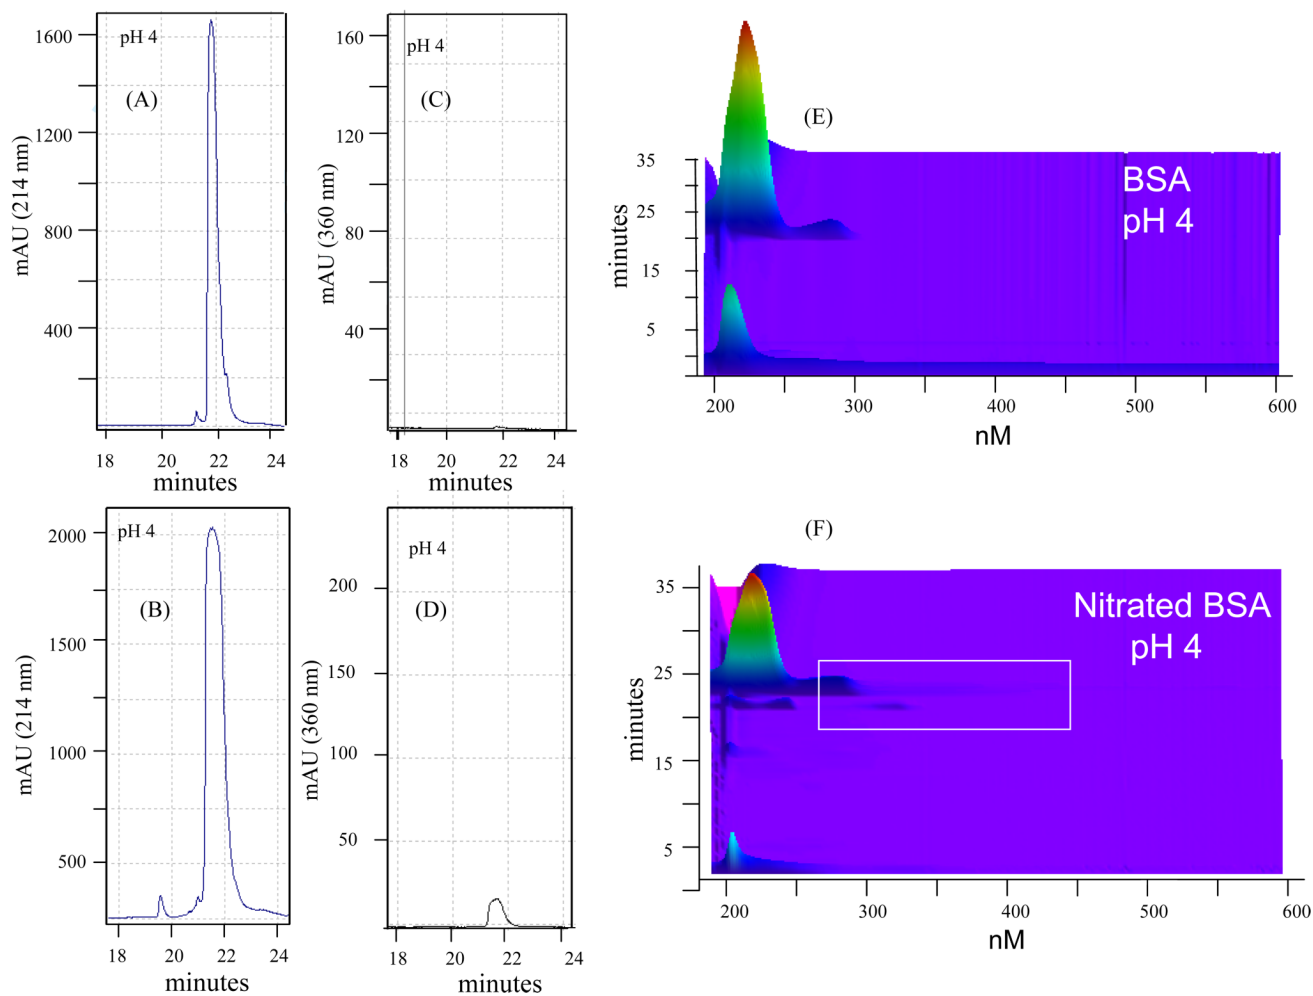 pH 4
(A)
1600
1200
800
400
mAU (214 nm)
18
20
22
24
minutes
pH 4
(C)
160
120
80
40
mAU (360 nm)
18
20
22
24
minutes
(E)
BSA
pH 4
35
25
15
5
minutes
200
300
400
500
600
nM
pH 4
(B)
2000
1500
1000
500
mAU (214 nm)
18
20
22
24
minutes
pH 4
(D)
200
150
100
50
mAU (360 nm)
18
20
22
24
minutes
(F)
Nitrated BSA
pH 4
35
25
15
5
minutes
200
300
400
500
600
nM